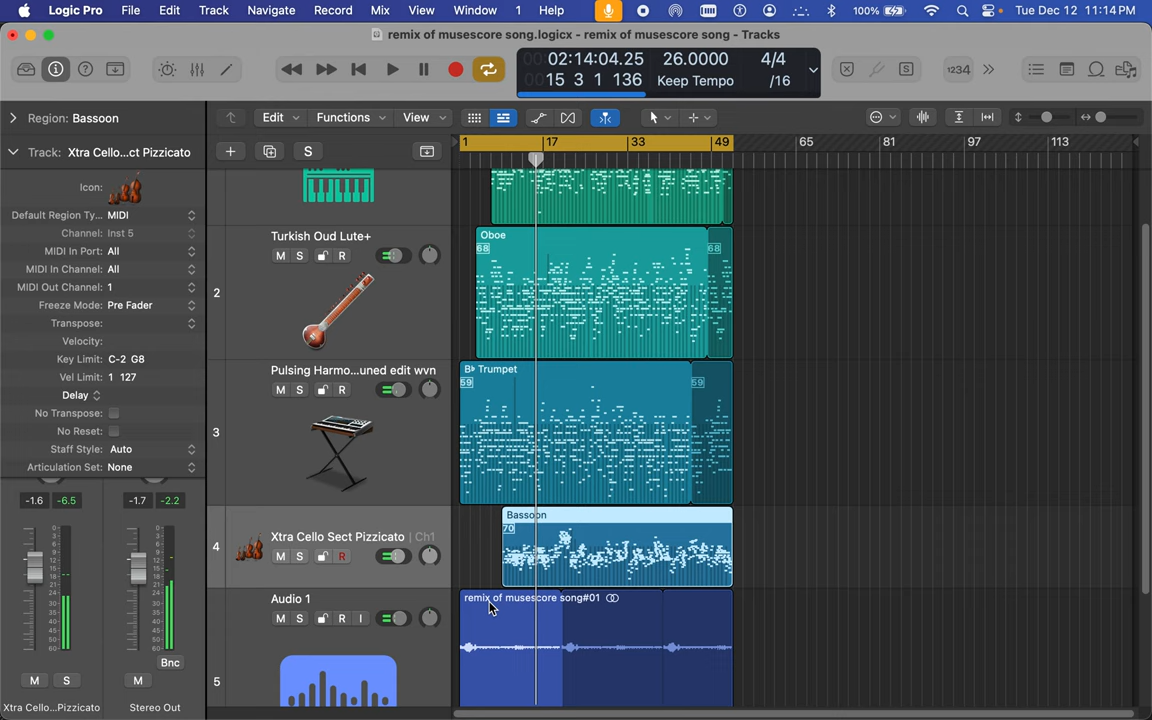 Logic Pro File Edit Track Navigate Record Mix View Window 1 Help 100% Tue Dec 12 11:14 PM
remix of musescore song.logicx - remix of musescore song - Tracks
02:14:04.25 26.0000 4/4
15 3 1 136 Keep Tempo /16
1234
Region: Bassoon
Edit Functions View
Track: Xtra Cello...ct Pizzicato
S
1 17 33 49 65 81 97 113
Icon:
Default Region Ty... MIDI
Channel: Inst 5
MIDI In Port: All
MIDI In Channel: All
MIDI Out Channel: 1
Freeze Mode: Pre Fader
Transpose:
Velocity:
Key Limit: C-2 G8
Vel Limit: 1 127
Delay
No Transpose:
No Reset:
Staff Style: Auto
Articulation Set: None
-1.6 -6.5 -1.7 -2.2
Bnc
M S M
Xtra Cello...Pizzicato Stereo Out
Turkish Oud Lute+
M S R
2
Oboe
68 68
Pulsing Harmo...uned edit wvn
M S R
3
B♭ Trumpet
59 59
Xtra Cello Sect Pizzicato | Ch1
M S R
4
Bassoon
70
Audio 1
M S R I
5
remix of musescore song#01